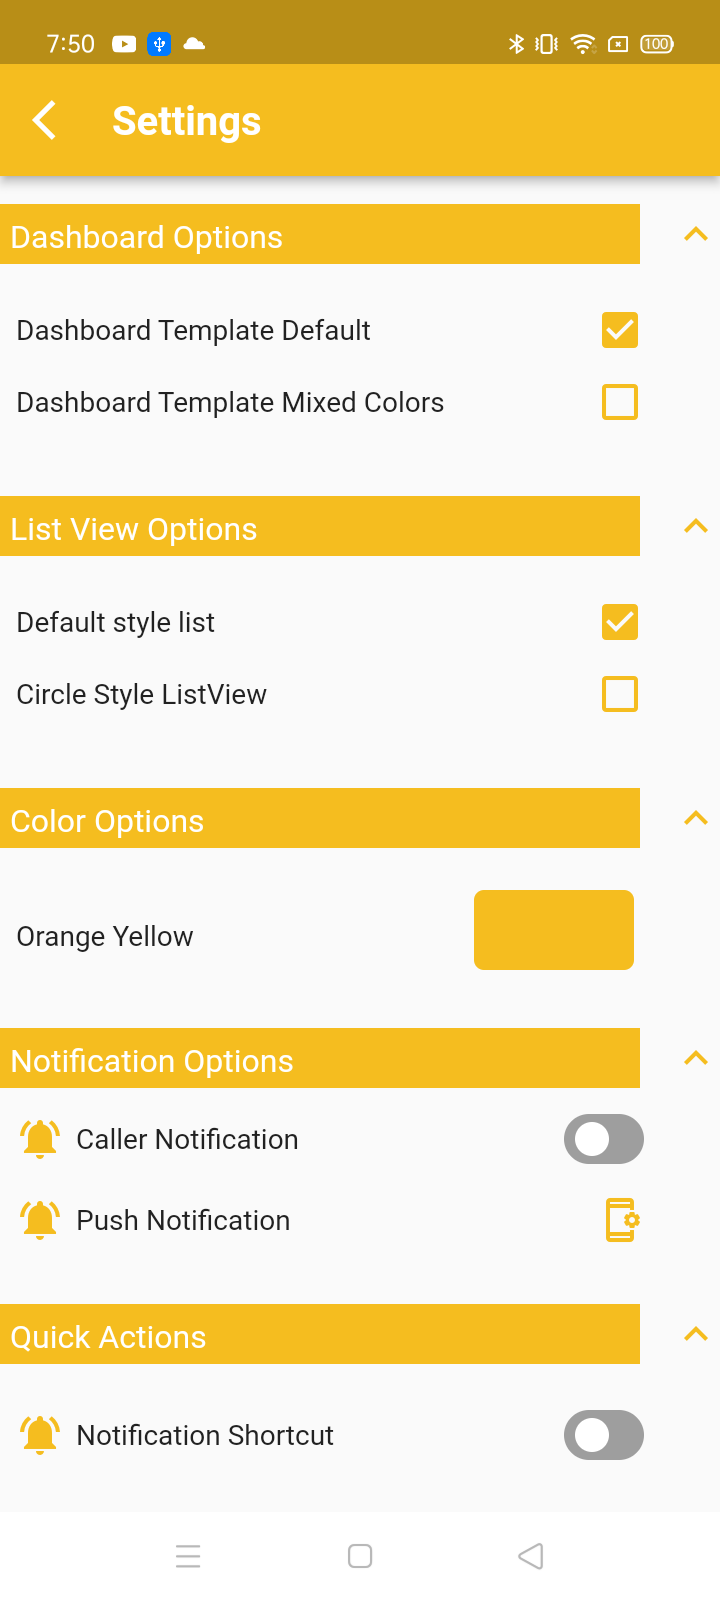 7:50
100
Settings
Dashboard Options
Dashboard Template Default
Dashboard Template Mixed Colors
List View Options
Default style list
Circle Style ListView
Color Options
Orange Yellow
Notification Options
Caller Notification
Push Notification
Quick Actions
Notification Shortcut